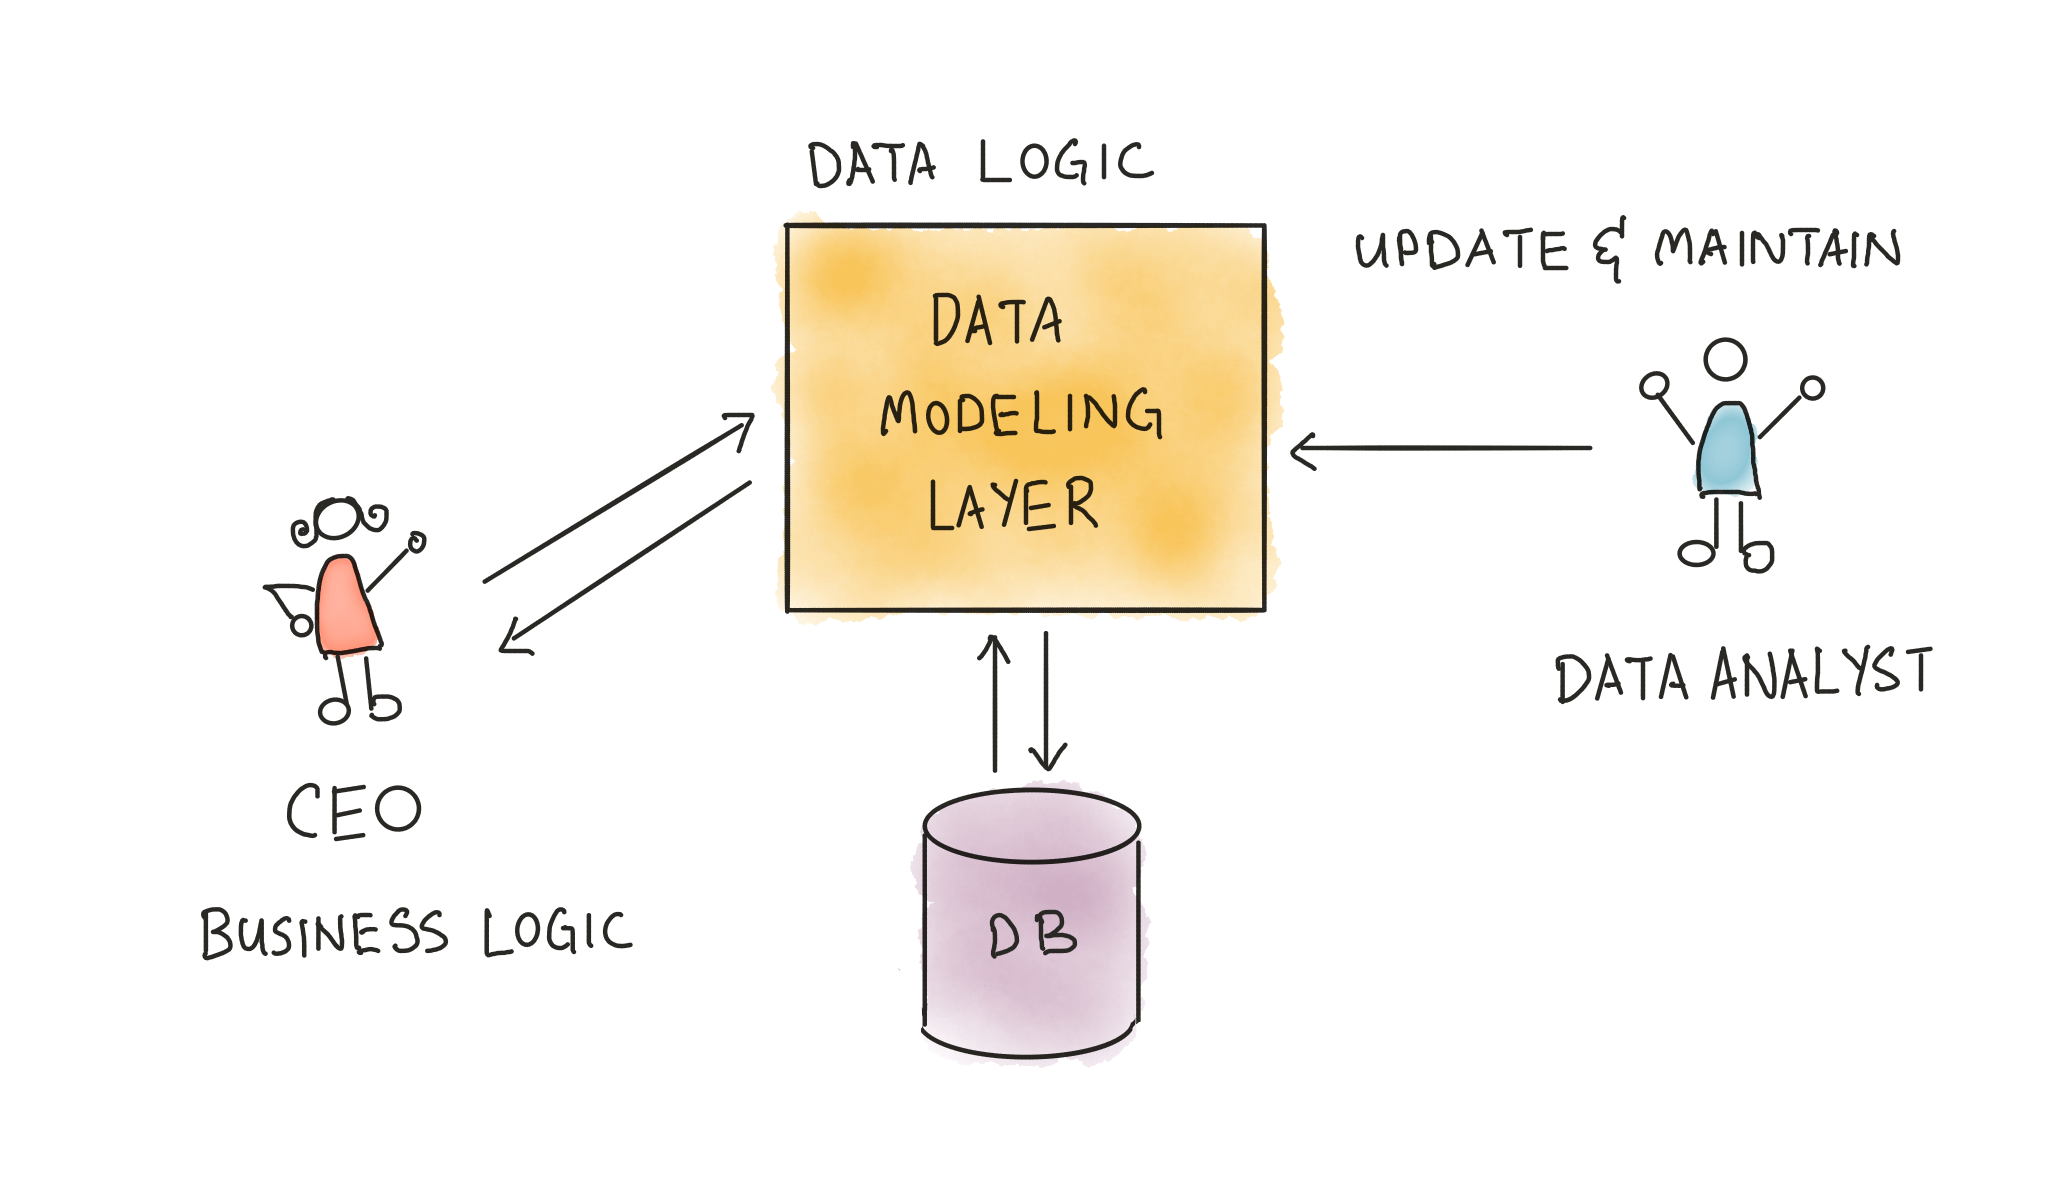 DATA LOGIC
DATA
MODELING
LAYER
UPDATE & MAINTAIN
DATA ANALYST
CEO
BUSINESS LOGIC
DB